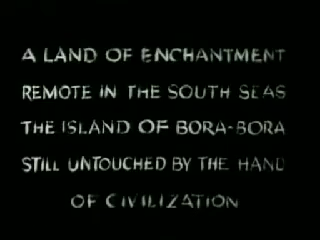 A LAND OF ENCHANTMENT
REMOTE IN THE SOUTH SEAS
THE ISLAND OF BORA-BORA
STILL UNTOUCHED BY THE HAND
OF CIVILIZATION